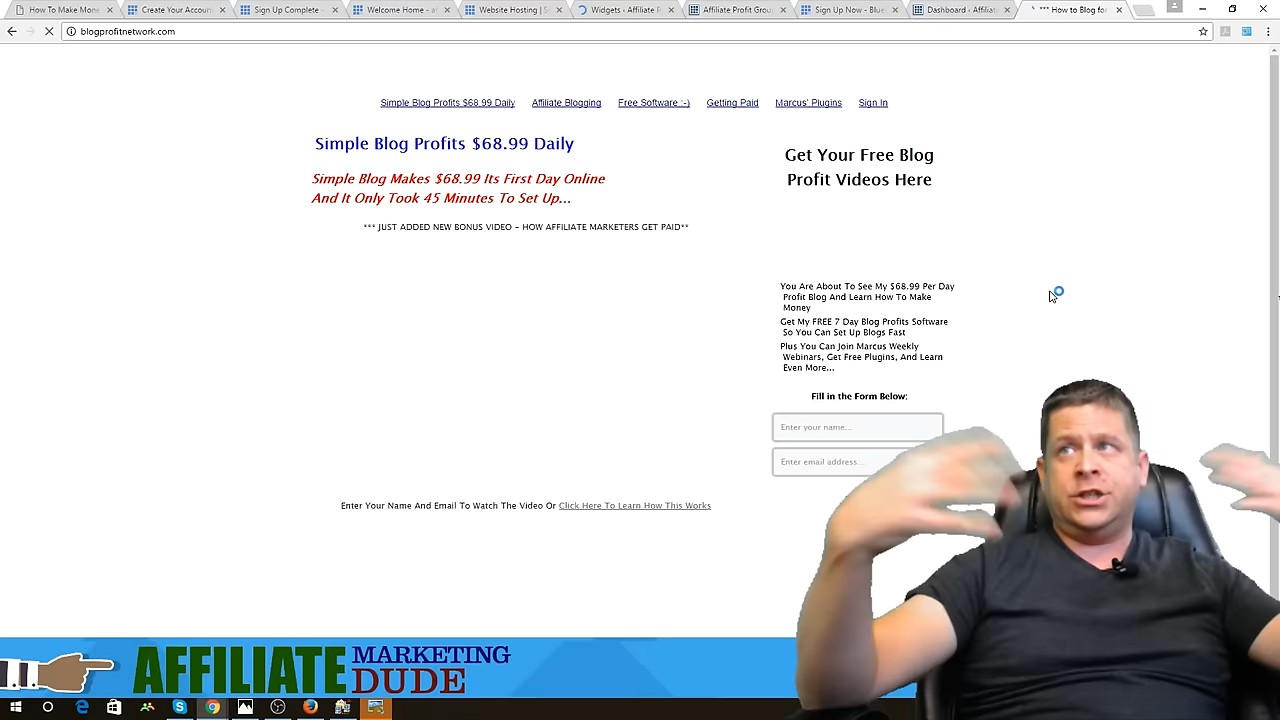 How To Make Mone
Create Your Accoun
Sign Up Complete
Welcome Home - a
Website Hosting | S
Widgets ‹ Affiliate P
Affiliate Profit Grou
Sign Up Now - Blue
Dashboard ‹ Affiliat
*** How to Blog for
blogprofitnetwork.com
Simple Blog Profits $68.99 Daily
Affiliate Blogging
Free Software :-)
Getting Paid
Marcus' Plugins
Sign In
Simple Blog Profits $68.99 Daily
Simple Blog Makes $68.99 Its First Day Online
And It Only Took 45 Minutes To Set Up...
*** JUST ADDED NEW BONUS VIDEO - HOW AFFILIATE MARKETERS GET PAID**
Get Your Free Blog
Profit Videos Here
You Are About To See My $68.99 Per Day
Profit Blog And Learn How To Make
Money
Get My FREE 7 Day Blog Profits Software
So You Can Set Up Blogs Fast
Plus You Can Join Marcus Weekly
Webinars, Get Free Plugins, And Learn
Even More...
Fill in the Form Below:
Enter your name...
Enter email address...
Enter Your Name And Email To Watch The Video Or Click Here To Learn How This Works
AFFILIATE MARKETING
DUDE